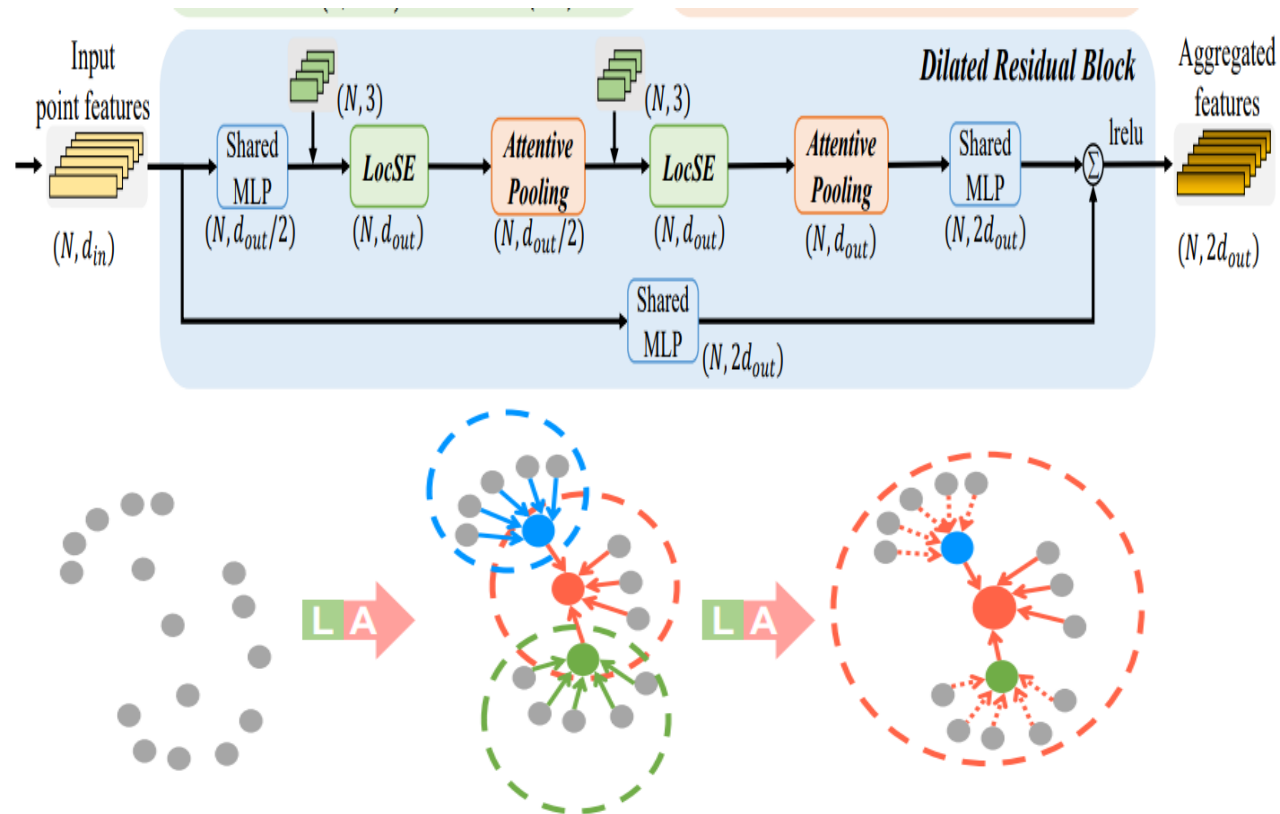 Input
point features
(N, d_in)
(N, 3)
(N, 3)
Dilated Residual Block
Aggregated
features
lrelu
Shared
MLP
(N, d_out/2)
LocSE
(N, d_out)
Attentive
Pooling
(N, d_out/2)
LocSE
(N, d_out)
Attentive
Pooling
(N, d_out)
Shared
MLP
(N, 2d_out)
Σ
(N, 2d_out)
Shared
MLP
(N, 2d_out)
L A
L A